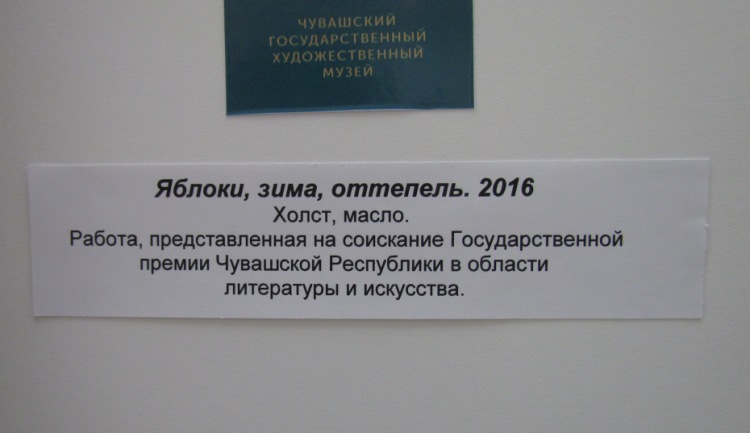 ЧУВАШСКИЙ
ГОСУДАРСТВЕННЫЙ
ХУДОЖЕСТВЕННЫЙ
МУЗЕЙ
Яблоки, зима, оттепель. 2016
Холст, масло.
Работа, представленная на соискание Государственной
премии Чувашской Республики в области
литературы и искусства.